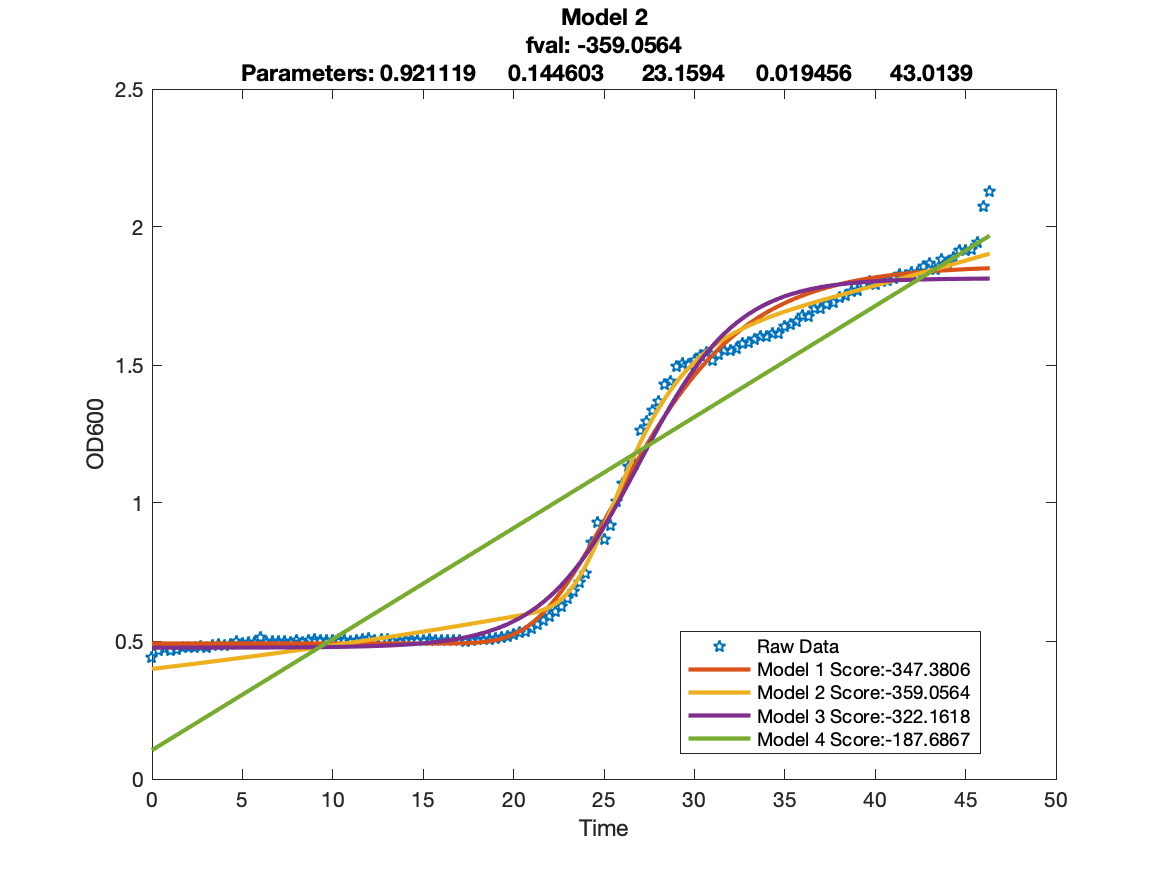 Model 2
fval: -359.0564
Parameters: 0.921119 0.144603 23.1594 0.019456 43.0139
2.5
2
1.5
1
0.5
0
OD600
0 5 10 15 20 25 30 35 40 45 50
Time
Raw Data
Model 1 Score:-347.3806
Model 2 Score:-359.0564
Model 3 Score:-322.1618
Model 4 Score:-187.6867